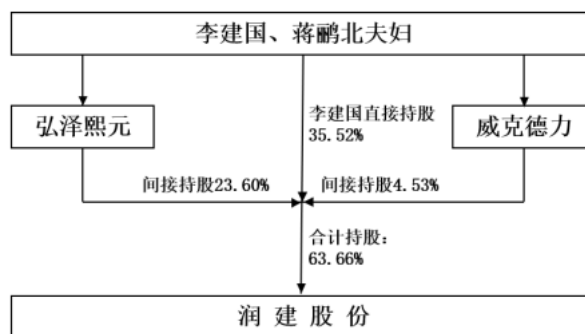 李建国、蒋鹂北夫妇
弘泽熙元
李建国直接持股
35.52%
威克德力
间接持股23.60%
间接持股4.53%
合计持股：
63.66%
润建股份